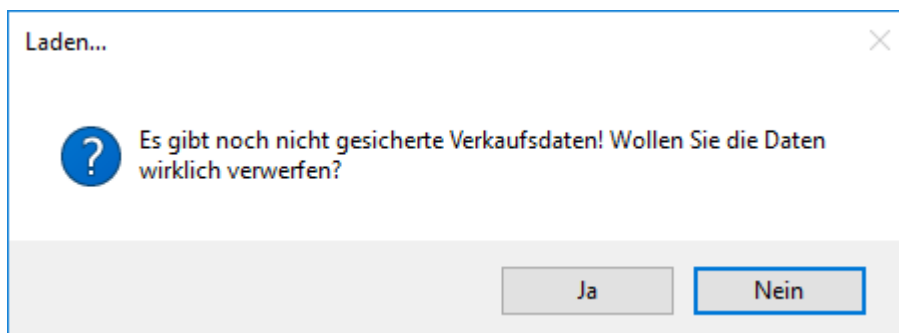 Laden...
Es gibt noch nicht gesicherte Verkaufsdaten! Wollen Sie die Daten
wirklich verwerfen?
Ja
Nein